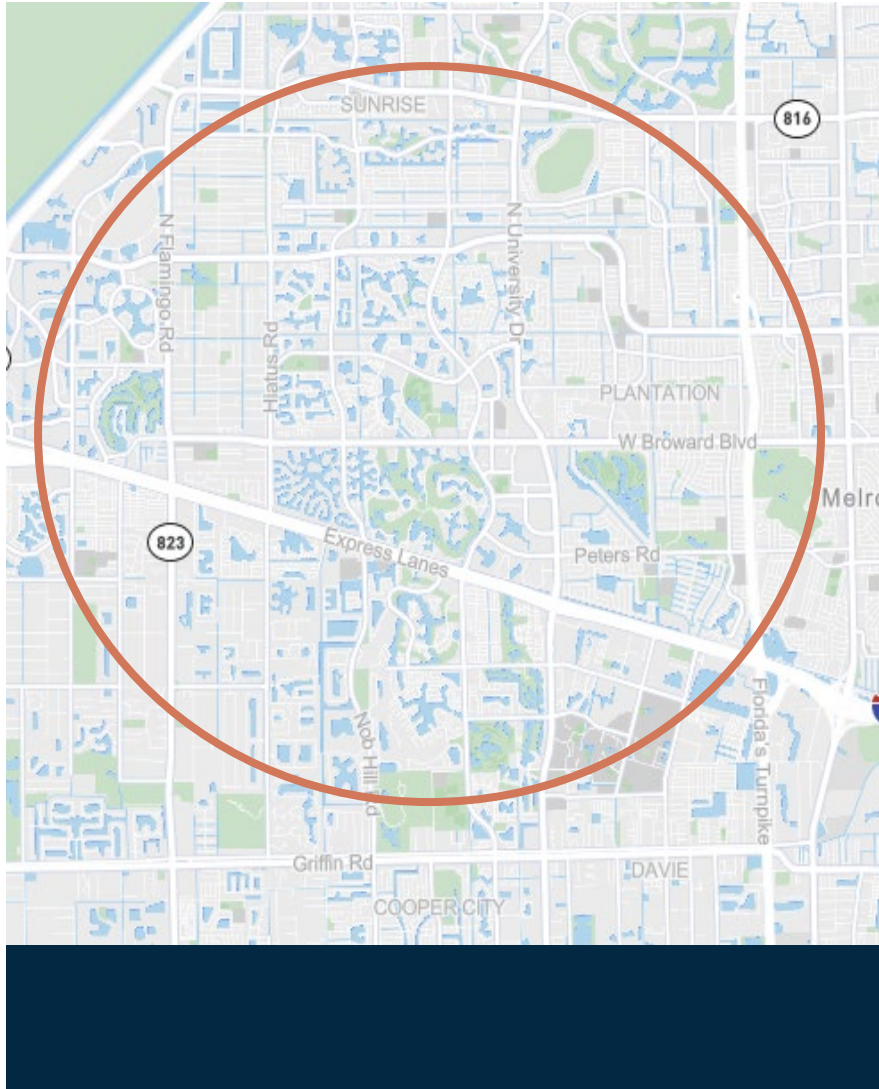 SUNRISE
816
N Flamingo Rd
N University Dr
Hiatus Rd
PLANTATION
W Broward Blvd
Melro
823
Express Lanes
Peters Rd
Florida's Turnpike
Nob Hill Rd
Griffin Rd
DAVIE
COOPER CITY